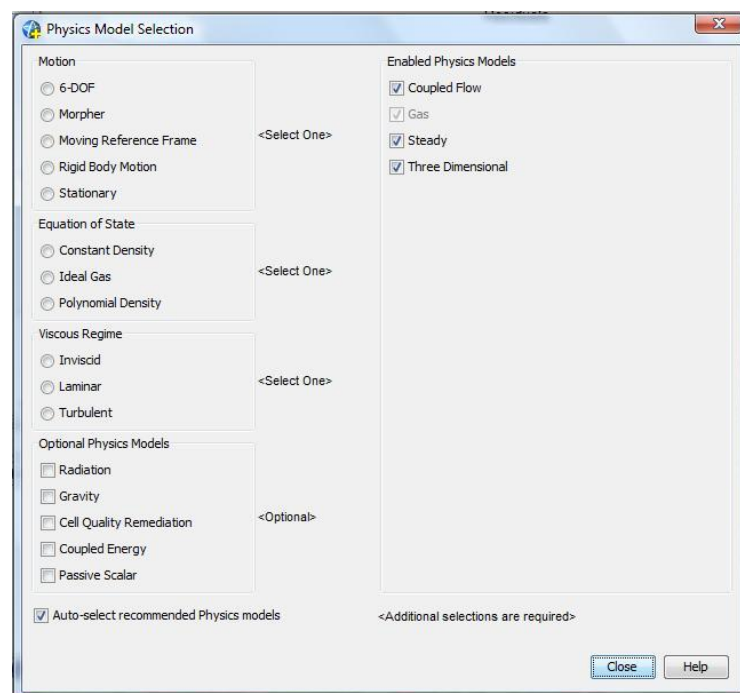 Residuals
Physics Model Selection
Motion
6-DOF
Morpher
Moving Reference Frame
<Select One>
Rigid Body Motion
Stationary
Equation of State
Constant Density
Ideal Gas
<Select One>
Polynomial Density
Viscous Regime
Inviscid
Laminar
<Select One>
Turbulent
Optional Physics Models
Radiation
Gravity
Cell Quality Remediation
<Optional>
Coupled Energy
Passive Scalar
Auto-select recommended Physics models
Enabled Physics Models
Coupled Flow
Gas
Steady
Three Dimensional
<Additional selections are required>
Close
Help